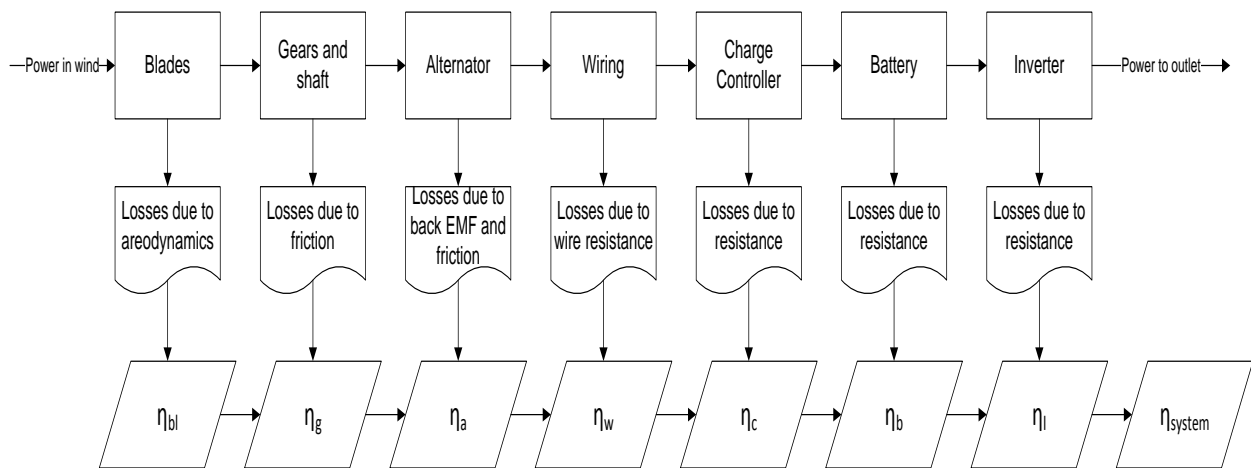 Power in wind
Blades
Gears and
shaft
Alternator
Wiring
Charge
Controller
Battery
Inverter
Power to outlet
Losses due to
areodynamics
Losses due to
friction
Losses due to
back EMF and
friction
Losses due to
wire resistance
Losses due to
resistance
Losses due to
resistance
Losses due to
resistance
ηbl
ηg
ηa
ηw
ηc
ηb
ηI
ηsystem